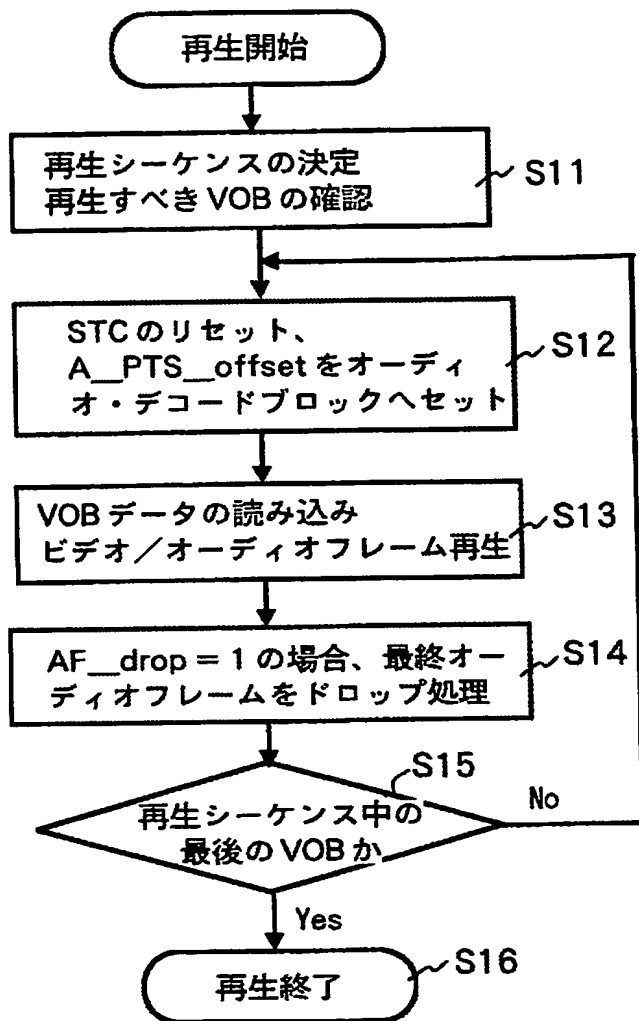 再生開始
再生シーケンスの決定
再生すべき VOB の確認
S11
STC のリセット、
A__PTS__offset をオーディ
オ・デコードブロックへセット
S12
VOB データの読み込み
ビデオ／オーディオフレーム再生
S13
AF__drop = 1 の場合、最終オー
ディオフレームをドロップ処理
S14
S15
再生シーケンス中の
最後の VOB か
No
Yes
再生終了
S16